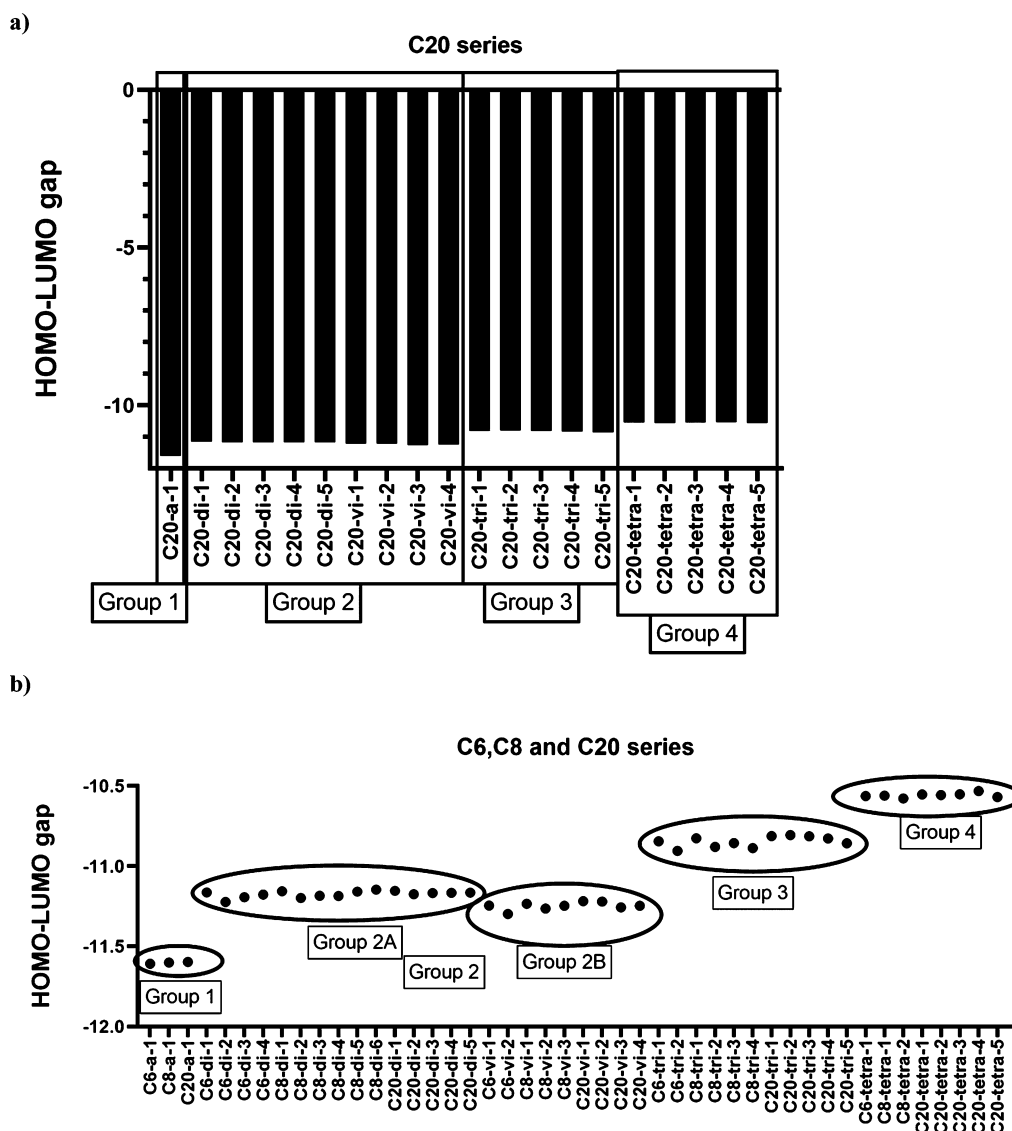 a)
C20 series
HOMO-LUMO gap
0
-5
-10
C20-a-1
C20-di-1
C20-di-2
C20-di-3
C20-di-4
C20-di-5
C20-vi-1
C20-vi-2
C20-vi-3
C20-vi-4
C20-tri-1
C20-tri-2
C20-tri-3
C20-tri-4
C20-tri-5
C20-tetra-1
C20-tetra-2
C20-tetra-3
C20-tetra-4
C20-tetra-5
Group 1
Group 2
Group 3
Group 4
b)
C6,C8 and C20 series
HOMO-LUMO gap
-10.5
-11.0
-11.5
-12.0
Group 1
Group 2A
Group 2
Group 2B
Group 3
Group 4
C6-a-1
C8-a-1
C20-a-1
C6-di-1
C6-di-2
C6-di-3
C6-di-4
C8-di-1
C8-di-2
C8-di-3
C8-di-4
C8-di-5
C8-di-6
C20-di-1
C20-di-2
C20-di-3
C20-di-4
C20-di-5
C6-vi-1
C6-vi-2
C8-vi-1
C8-vi-2
C8-vi-3
C20-vi-1
C20-vi-2
C20-vi-3
C20-vi-4
C6-tri-1
C6-tri-2
C8-tri-1
C8-tri-2
C8-tri-3
C8-tri-4
C20-tri-1
C20-tri-2
C20-tri-3
C20-tri-4
C20-tri-5
C6-tetra-1
C8-tetra-1
C8-tetra-2
C20-tetra-1
C20-tetra-2
C20-tetra-3
C20-tetra-4
C20-tetra-5